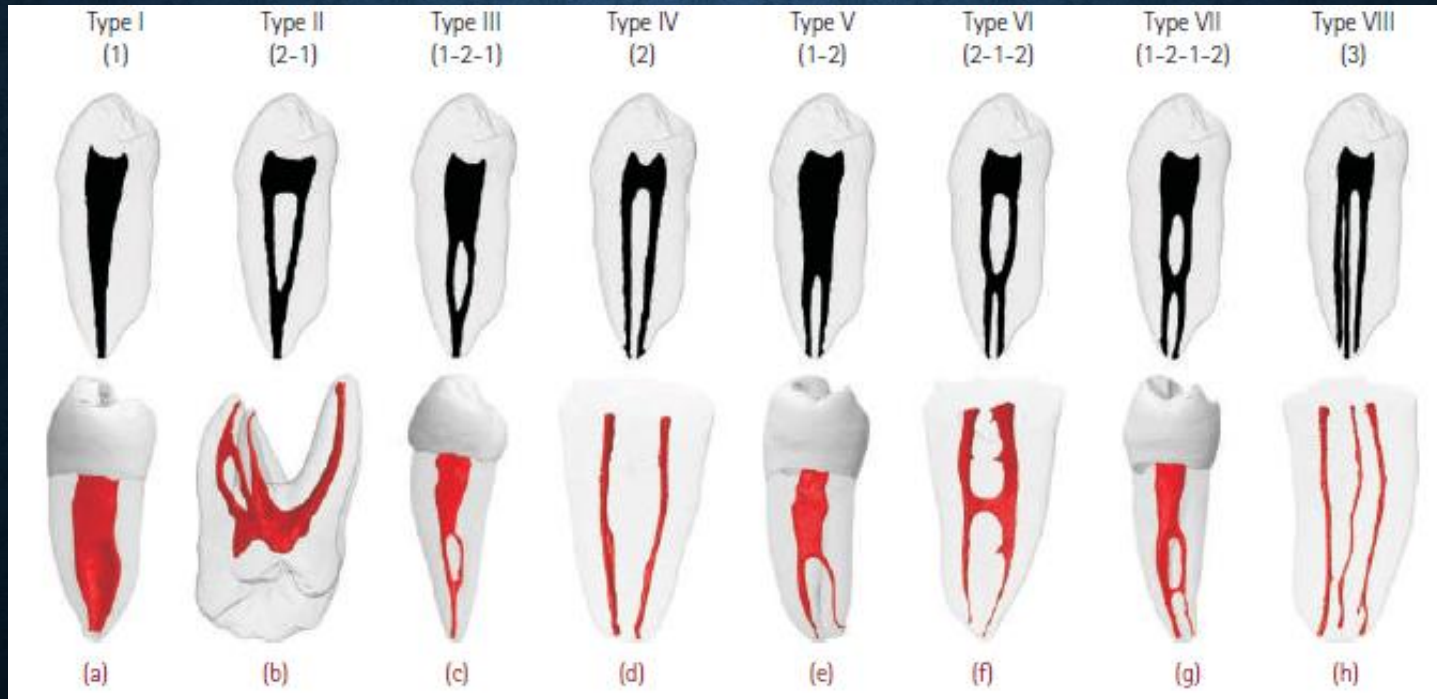 Type I Type II Type III Type IV Type V Type VI Type VII Type VIII
(1) (2-1) (1-2-1) (2) (1-2) (2-1-2) (1-2-1-2) (3)
(a) (b) (c) (d) (e) (f) (g) (h)